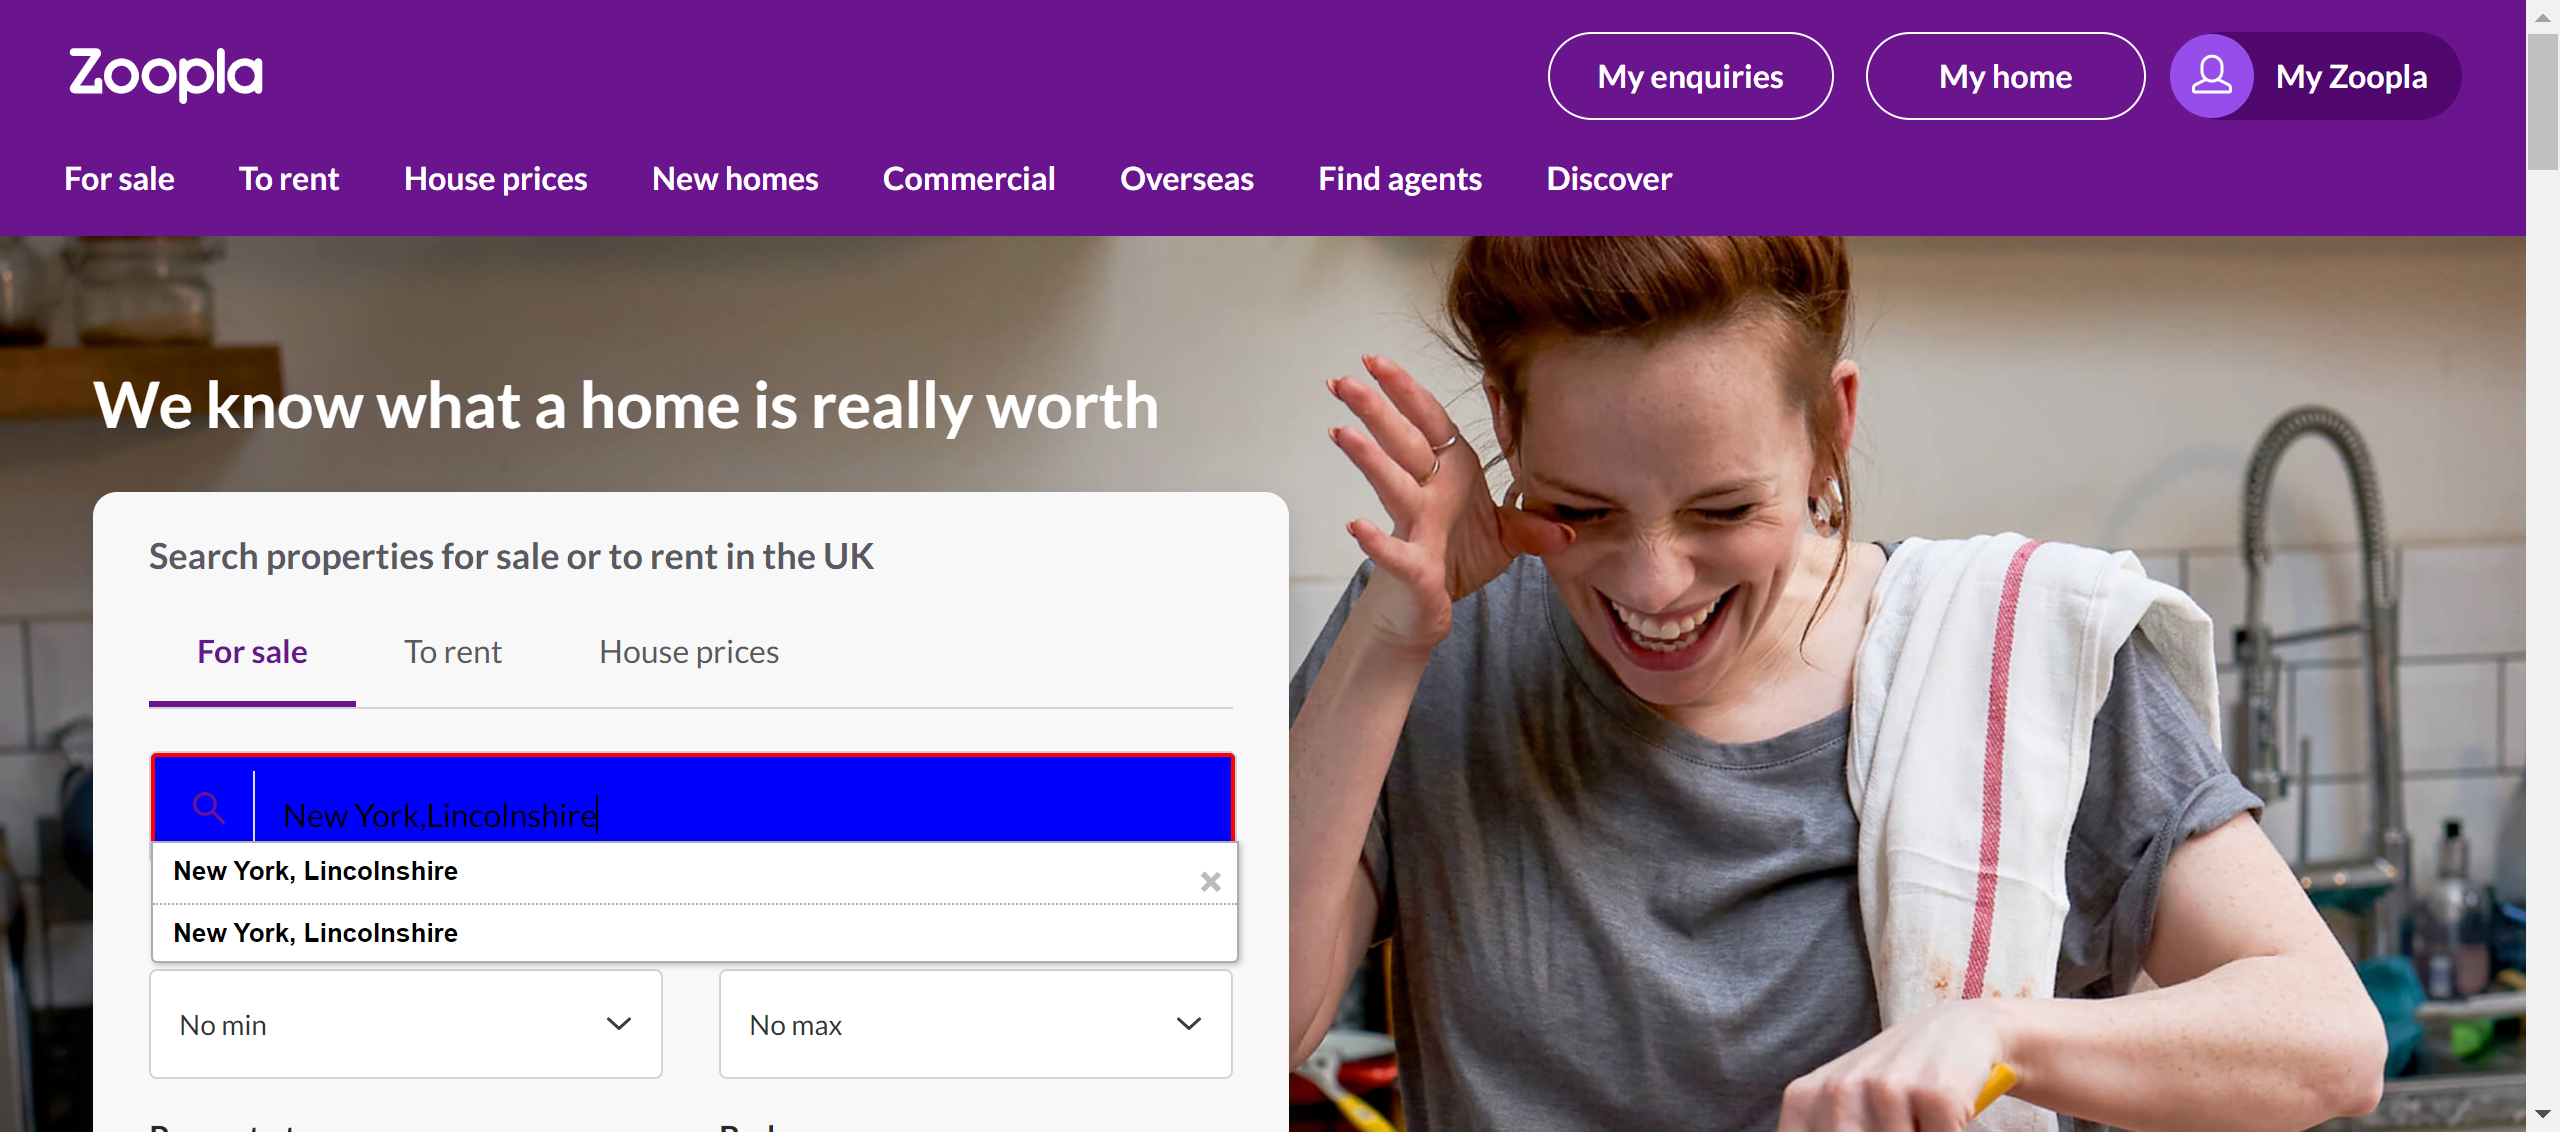 Zoopla
My enquiries
My home
My Zoopla
For sale
To rent
House prices
New homes
Commercial
Overseas
Find agents
Discover
We know what a home is really worth
Search properties for sale or to rent in the UK
For sale
To rent
House prices
New York,Lincolnshire
New York, Lincolnshire
New York, Lincolnshire
No min
No max